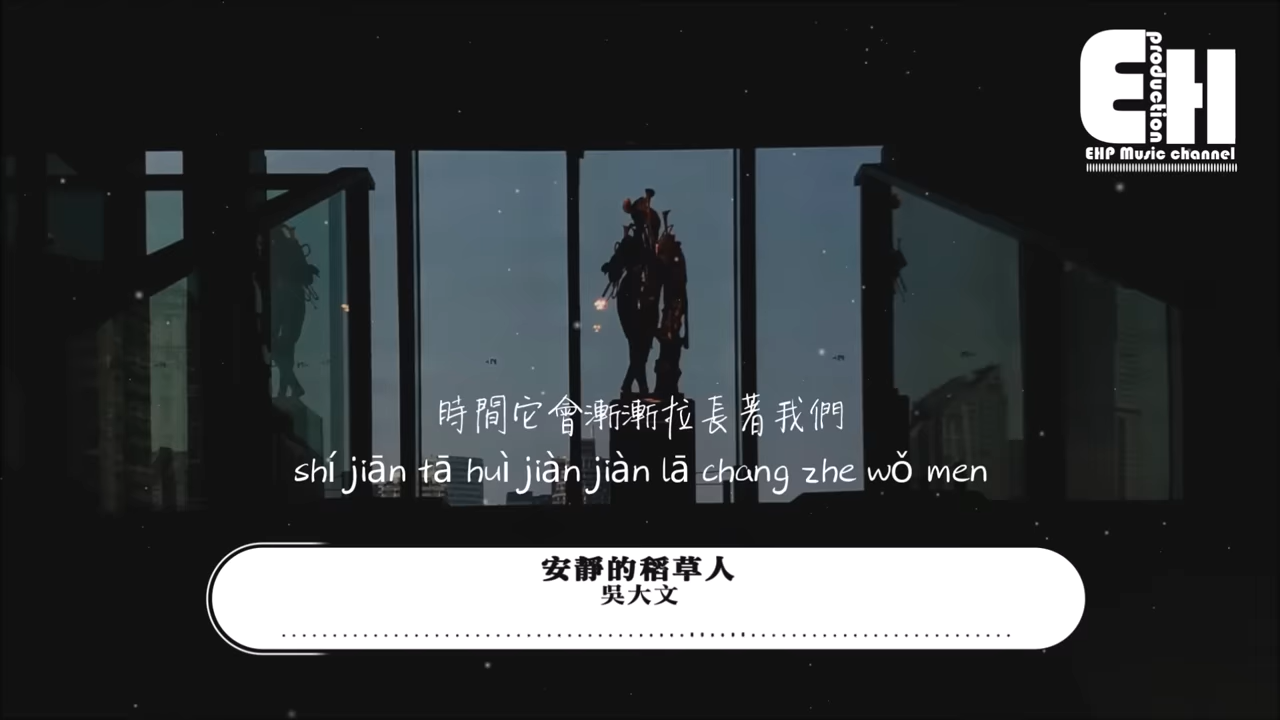 EH
production
EHP Music channel
時間它會漸漸拉長著我們
shí jiān tā huì jiàn jiàn lā chang zhe wǒ men
安靜的稻草人
吳大文